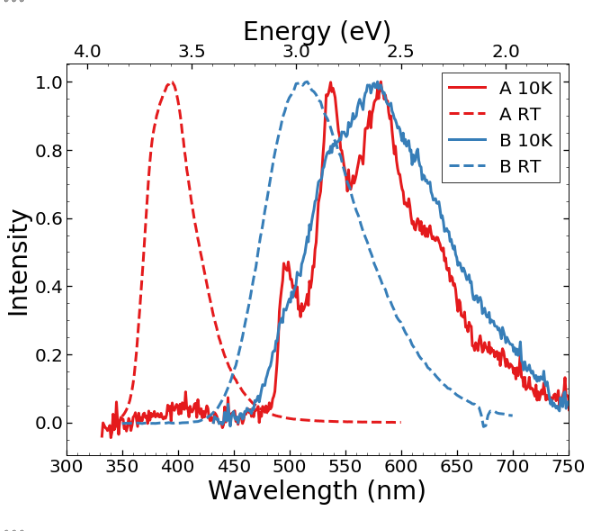 Energy (eV)
4.0 3.5 3.0 2.5 2.0
A 10K
A RT
B 10K
B RT
Intensity
1.0
0.8
0.6
0.4
0.2
0.0
300 350 400 450 500 550 600 650 700 750
Wavelength (nm)